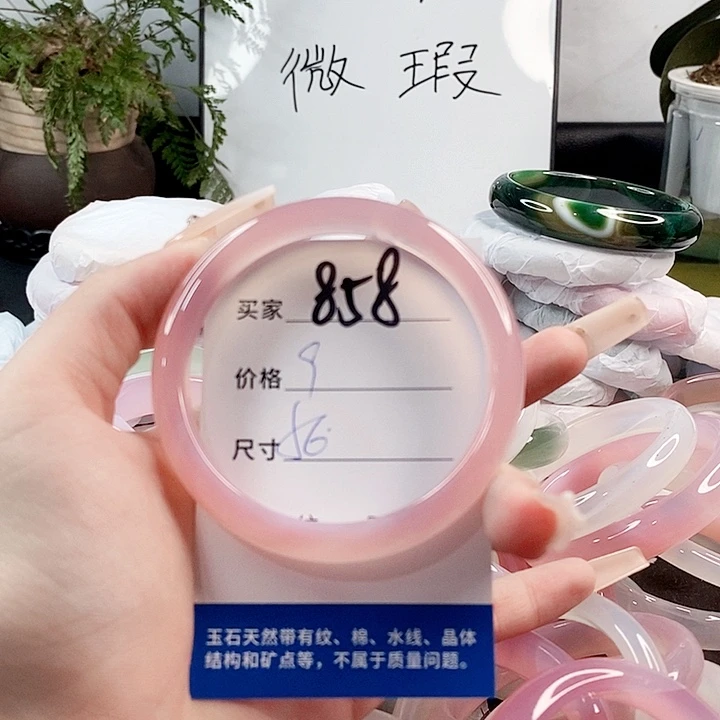 微瑕
买家 858
价格 9
尺寸 56
玉石天然带有纹、棉、水线、晶体
结构和矿点等，不属于质量问题。